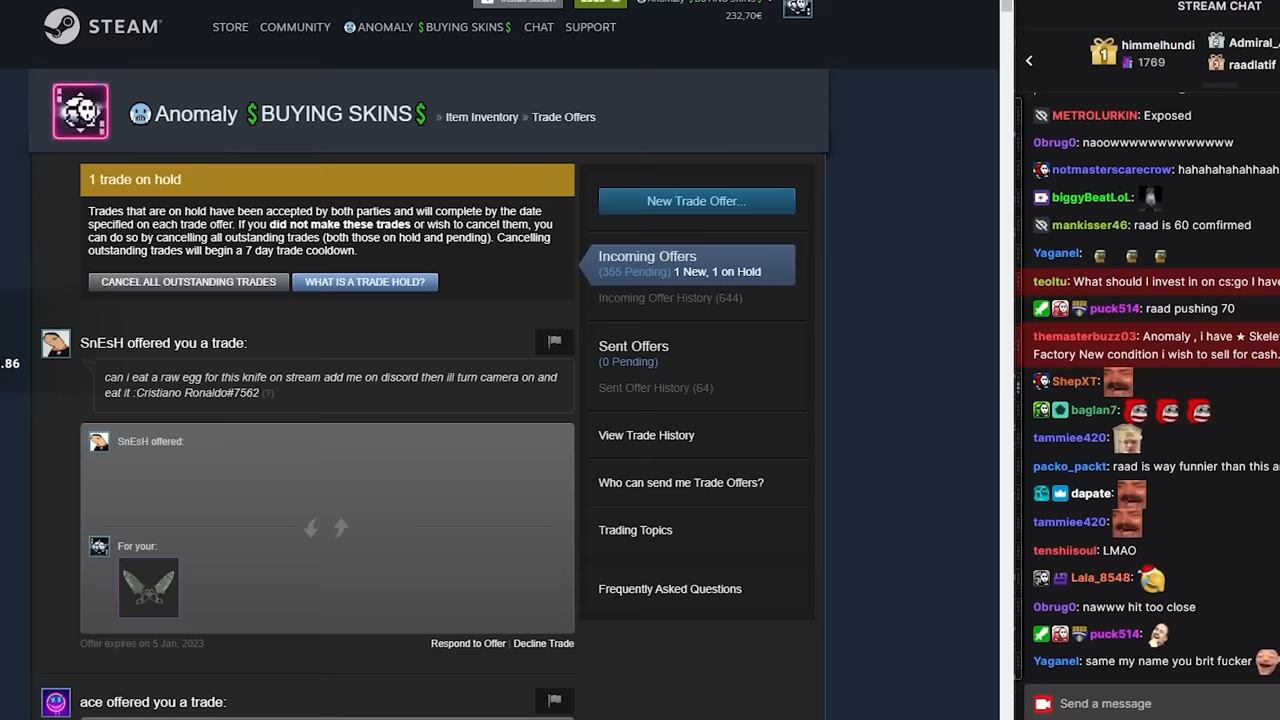 STEAM®
STORE COMMUNITY ANOMALY $BUYING SKINS$ CHAT SUPPORT
232,70€
Anomaly $BUYING SKINS$ » Item Inventory » Trade Offers
1 trade on hold
Trades that are on hold have been accepted by both parties and will complete by the date
specified on each trade offer. If you did not make these trades or wish to cancel them, you
can do so by cancelling all outstanding trades (both those on hold and pending). Cancelling
outstanding trades will begin a 7 day trade cooldown.
CANCEL ALL OUTSTANDING TRADES WHAT IS A TRADE HOLD?
.86
SnEsH offered you a trade:
can i eat a raw egg for this knife on stream add me on discord then ill turn camera on and
eat it :Cristiano Ronaldo#7562 (?)
SnEsH offered:
For your:
Offer expires on 5 Jan, 2023
Respond to Offer | Decline Trade
ace offered you a trade:
New Trade Offer...
Incoming Offers
(355 Pending) 1 New, 1 on Hold
Incoming Offer History (644)
Sent Offers
(0 Pending)
Sent Offer History (64)
View Trade History
Who can send me Trade Offers?
Trading Topics
Frequently Asked Questions
STREAM CHAT
1 himmelhundi
1769
2 Admiral_
3 raadlatif
METROLURKIN: Exposed
0brug0: naoowwwwwwwwwwwww
notmasterscarecrow: hahahahahahhaah
biggyBeatLoL:
mankisser46: raad is 60 comfirmed
Yaganel:
teoltu: What should I invest in on cs:go I have
puck514: raad pushing 70
themasterbuzz03: Anomaly , i have ★ Skele
Factory New condition i wish to sell for cash.
ShepXT:
baglan7:
tammiee420:
packo_packt: raad is way funnier than this a
dapate:
tammiee420:
tenshiisoul: LMAO
Lala_8548:
0brug0: nawww hit too close
puck514:
Yaganel: same my name you brit fucker
Send a message